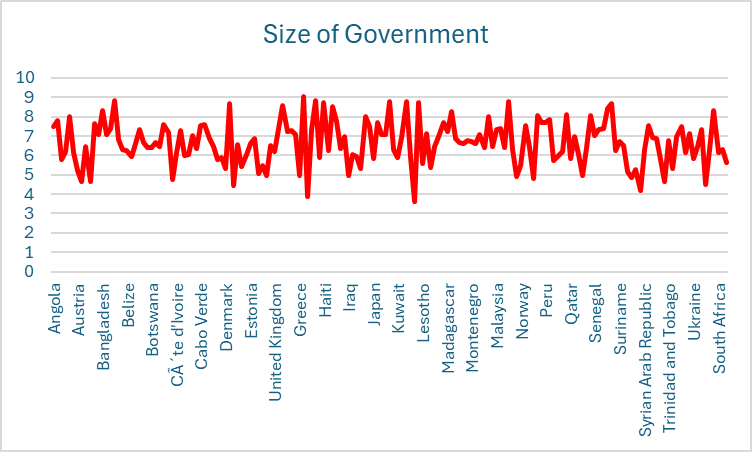 Size of Government
10
9
8
7
6
5
4
3
2
1
0
Angola
Austria
Bangladesh
Belize
Botswana
CÃ´te d'Ivoire
Cabo Verde
Denmark
Estonia
United Kingdom
Greece
Haiti
Iraq
Japan
Kuwait
Lesotho
Madagascar
Montenegro
Malaysia
Norway
Peru
Qatar
Senegal
Suriname
Syrian Arab Republic
Trinidad and Tobago
Ukraine
South Africa